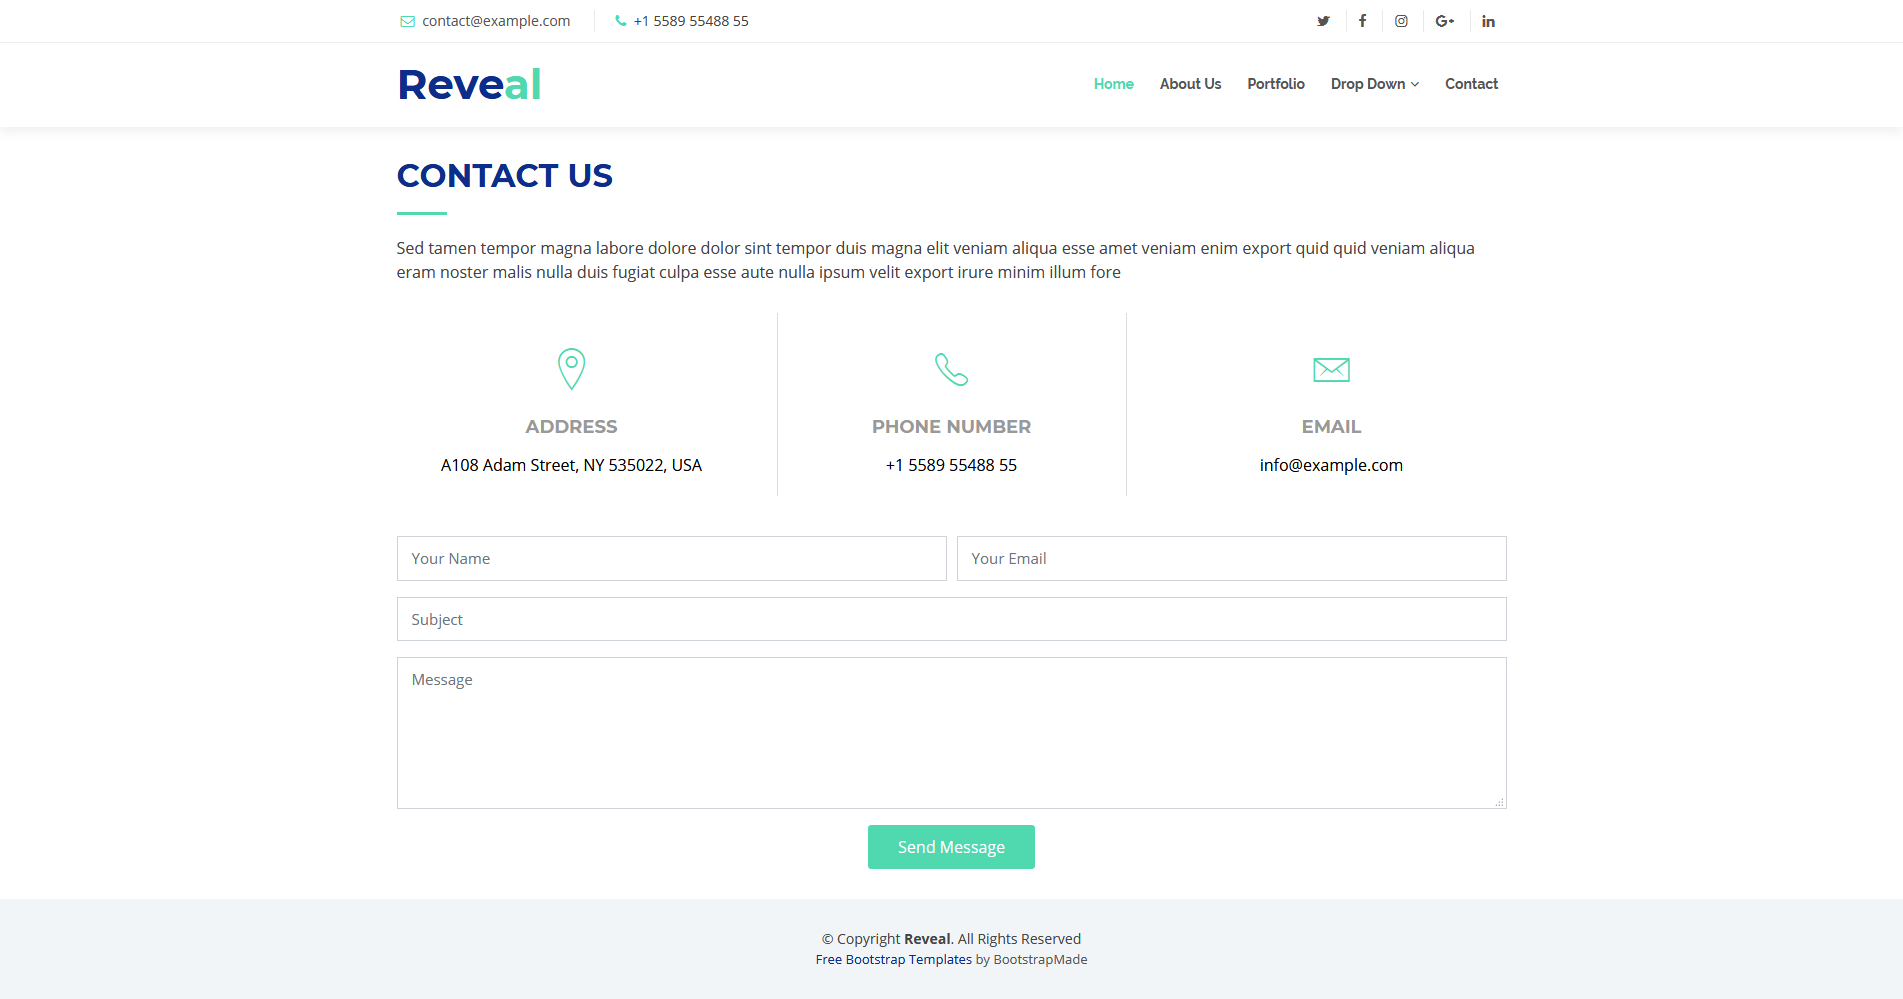 contact@example.com
+1 5589 55488 55
Reveal
Home
About Us
Portfolio
Drop Down
Contact
CONTACT US
Sed tamen tempor magna labore dolore dolor sint tempor duis magna elit veniam aliqua esse amet veniam enim export quid quid veniam aliqua
eram noster malis nulla duis fugiat culpa esse aute nulla ipsum velit export irure minim illum fore
ADDRESS
A108 Adam Street, NY 535022, USA
PHONE NUMBER
+1 5589 55488 55
EMAIL
info@example.com
Your Name
Your Email
Subject
Message
Send Message
© Copyright Reveal. All Rights Reserved
Free Bootstrap Templates by BootstrapMade